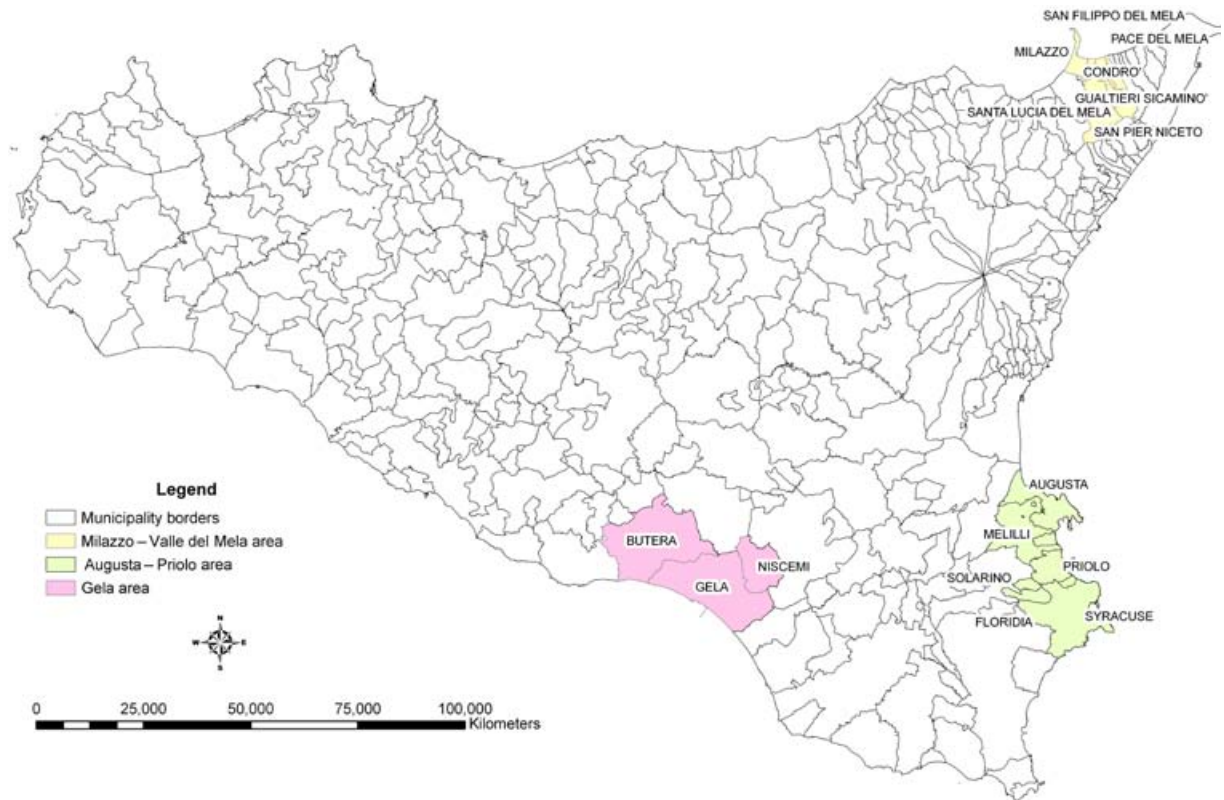 SAN FILIPPO DEL MELA
PACE DEL MELA
MILAZZO
CONDRO'
GUALTIERI SICAMINO'
SANTA LUCIA DEL MELA
SAN PIER NICETO
AUGUSTA
MELILLI
PRIOLO
SOLARINO
FLORIDIA
SYRACUSE
BUTERA
NISCEMI
GELA
Legend
Municipality borders
Milazzo – Valle del Mela area
Augusta – Priolo area
Gela area
N
W E
S
0 25,000 50,000 75,000 100,000
Kilometers